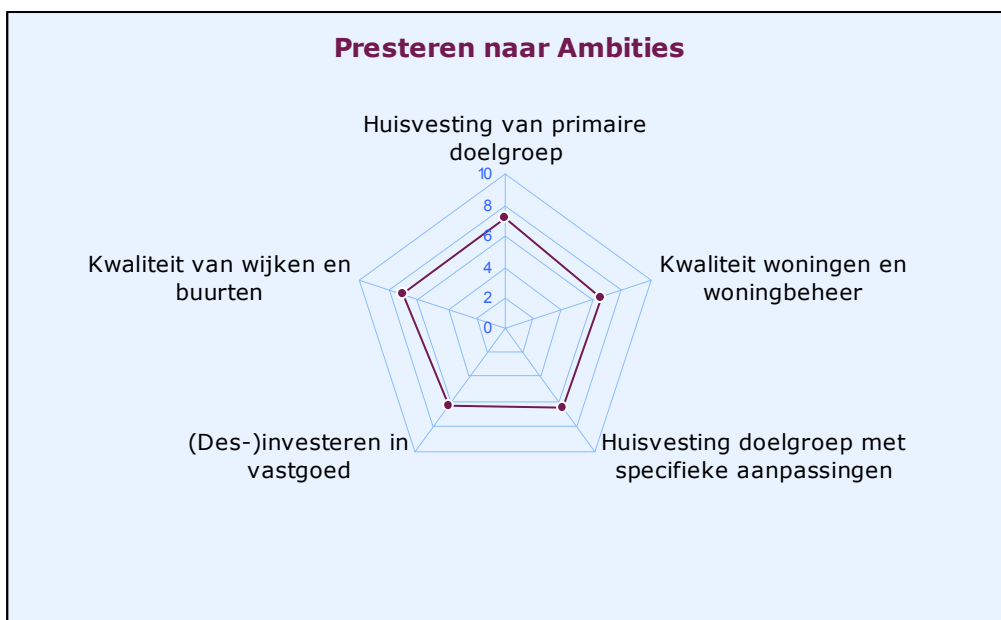 Presteren naar Ambities
Huisvesting van primaire
doelgroep
10
8
6
4
2
0
Kwaliteit van wijken en
buurten
Kwaliteit woningen en
woningbeheer
(Des-)investeren in
vastgoed
Huisvesting doelgroep met
specifieke aanpassingen